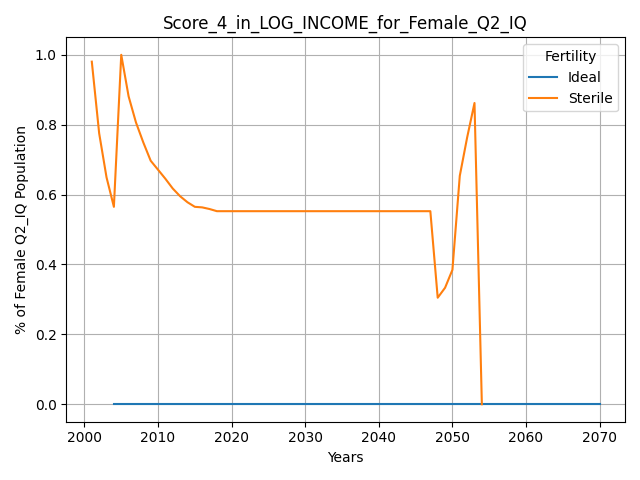 Score_4_in_LOG_INCOME_for_Female_Q2_IQ
Fertility
Ideal
Sterile
% of Female Q2_IQ Population
1.0
0.8
0.6
0.4
0.2
0.0
2000 2010 2020 2030 2040 2050 2060 2070
Years